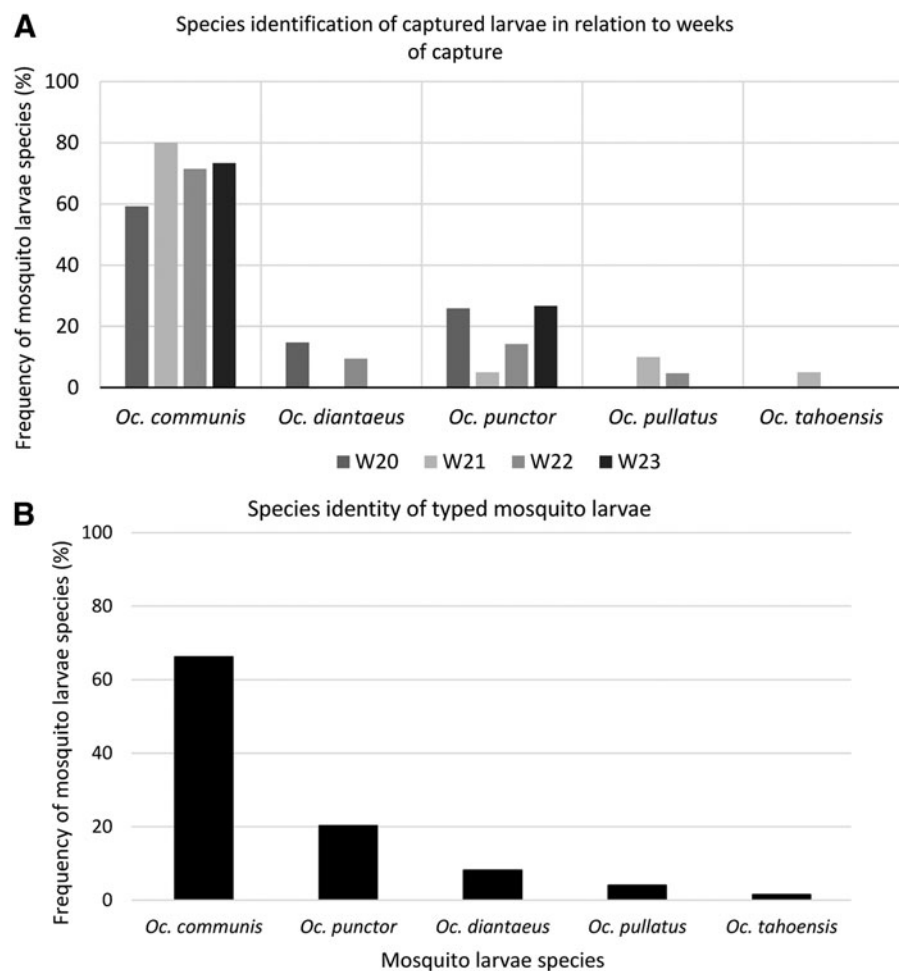 A
Species identification of captured larvae in relation to weeks
of capture
Frequency of mosquito larvae species (%)
100
80
60
40
20
0
Oc. communis Oc. diantaeus Oc. punctor Oc. pullatus Oc. tahoensis
W20 W21 W22 W23
B
Species identity of typed mosquito larvae
Frequency of mosquito larvae species (%)
100
80
60
40
20
0
Oc. communis Oc. punctor Oc. diantaeus Oc. pullatus Oc. tahoensis
Mosquito larvae species